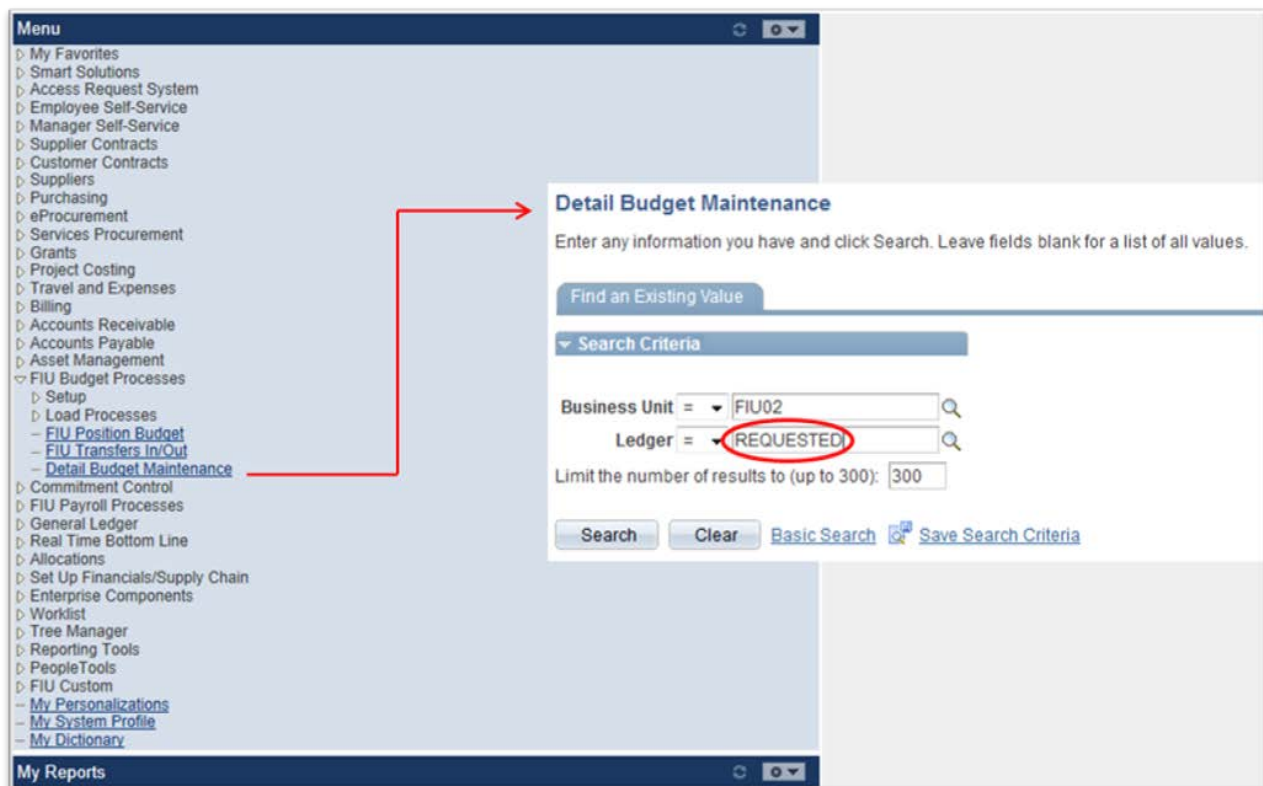 Menu
My Favorites
Smart Solutions
Access Request System
Employee Self-Service
Manager Self-Service
Supplier Contracts
Customer Contracts
Suppliers
Purchasing
eProcurement
Services Procurement
Grants
Project Costing
Travel and Expenses
Billing
Accounts Receivable
Accounts Payable
Asset Management
FIU Budget Processes
Setup
Load Processes
– FIU Position Budget
– FIU Transfers In/Out
– Detail Budget Maintenance
Commitment Control
FIU Payroll Processes
General Ledger
Real Time Bottom Line
Allocations
Set Up Financials/Supply Chain
Enterprise Components
Worklist
Tree Manager
Reporting Tools
PeopleTools
FIU Custom
– My Personalizations
– My System Profile
– My Dictionary
My Reports
Detail Budget Maintenance
Enter any information you have and click Search. Leave fields blank for a list of all values.
Find an Existing Value
Search Criteria
Business Unit = FIU02
Ledger = REQUESTED
Limit the number of results to (up to 300): 300
Search Clear Basic Search Save Search Criteria